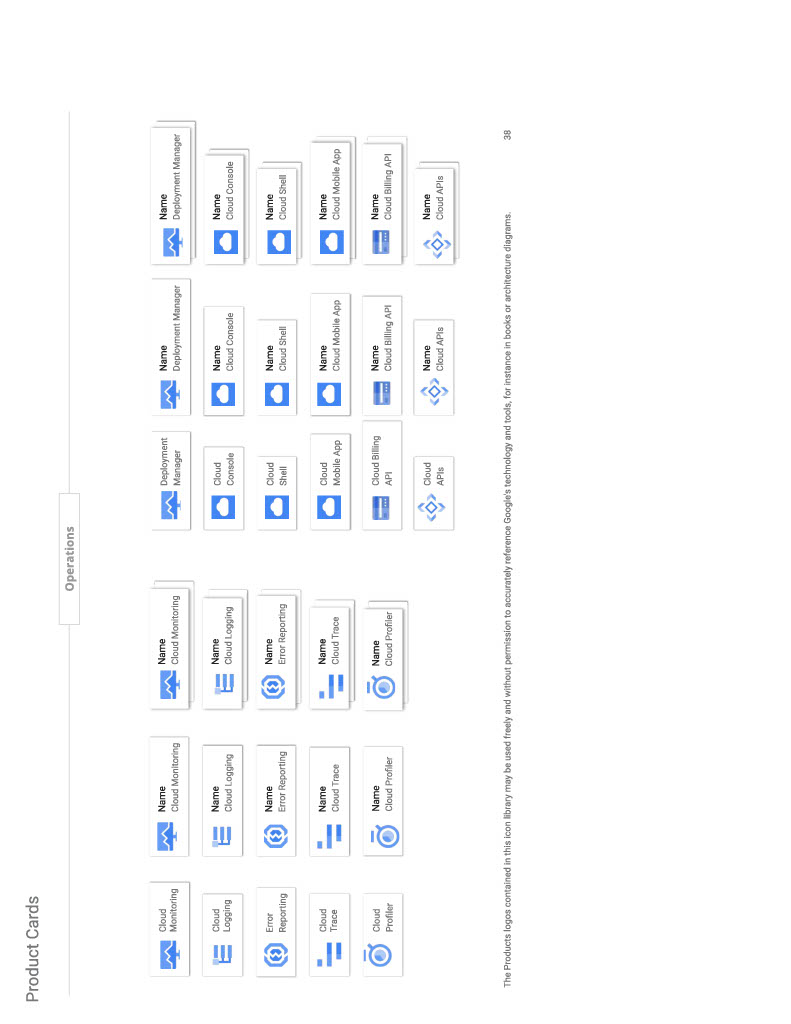 Product Cards
Operations
Cloud
Monitoring
Name
Cloud Monitoring
Name
Cloud Monitoring
Cloud
Logging
Name
Cloud Logging
Name
Cloud Logging
Error
Reporting
Name
Error Reporting
Name
Error Reporting
Cloud
Trace
Name
Cloud Trace
Name
Cloud Trace
Cloud
Profiler
Name
Cloud Profiler
Name
Cloud Profiler
Deployment
Manager
Name
Deployment Manager
Name
Deployment Manager
Cloud
Console
Name
Cloud Console
Name
Cloud Console
Cloud
Shell
Name
Cloud Shell
Name
Cloud Shell
Cloud
Mobile App
Name
Cloud Mobile App
Name
Cloud Mobile App
Cloud Billing
API
Name
Cloud Billing API
Name
Cloud Billing API
Cloud
APIs
Name
Cloud APIs
Name
Cloud APIs
The Products logos contained in this icon library may be used freely and without permission to accurately reference Google's technology and tools, for instance in books or architecture diagrams.
38